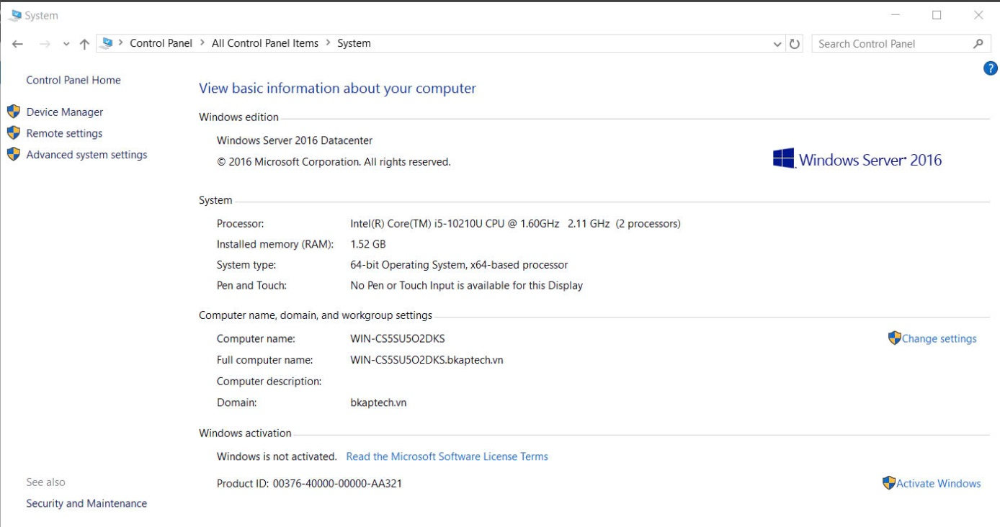 System
Control Panel > All Control Panel Items > System
Search Control Panel
?
Control Panel Home
Device Manager
Remote settings
Advanced system settings
View basic information about your computer
Windows edition
Windows Server 2016 Datacenter
© 2016 Microsoft Corporation. All rights reserved.
Windows Server® 2016
System
Processor: Intel(R) Core(TM) i5-10210U CPU @ 1.60GHz 2.11 GHz (2 processors)
Installed memory (RAM): 1.52 GB
System type: 64-bit Operating System, x64-based processor
Pen and Touch: No Pen or Touch Input is available for this Display
Computer name, domain, and workgroup settings
Computer name: WIN-CS5SU5O2DKS
Change settings
Full computer name: WIN-CS5SU5O2DKS.bkaptech.vn
Computer description:
Domain: bkaptech.vn
Windows activation
Windows is not activated. Read the Microsoft Software License Terms
Product ID: 00376-40000-00000-AA321
Activate Windows
See also
Security and Maintenance